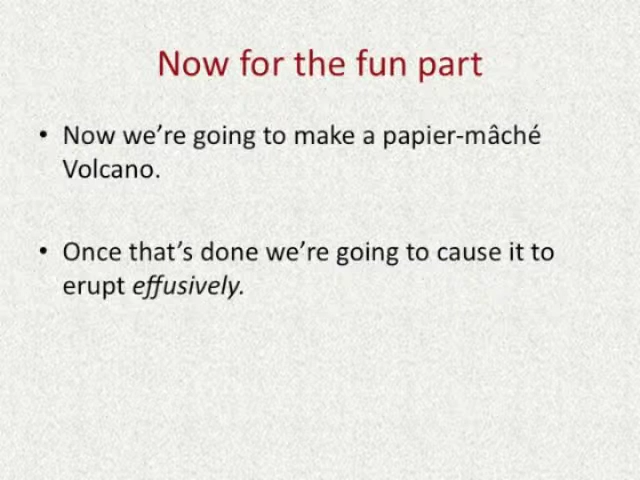 Now for the fun part
• Now we’re going to make a papier-mâché
Volcano.
• Once that’s done we’re going to cause it to
erupt effusively.